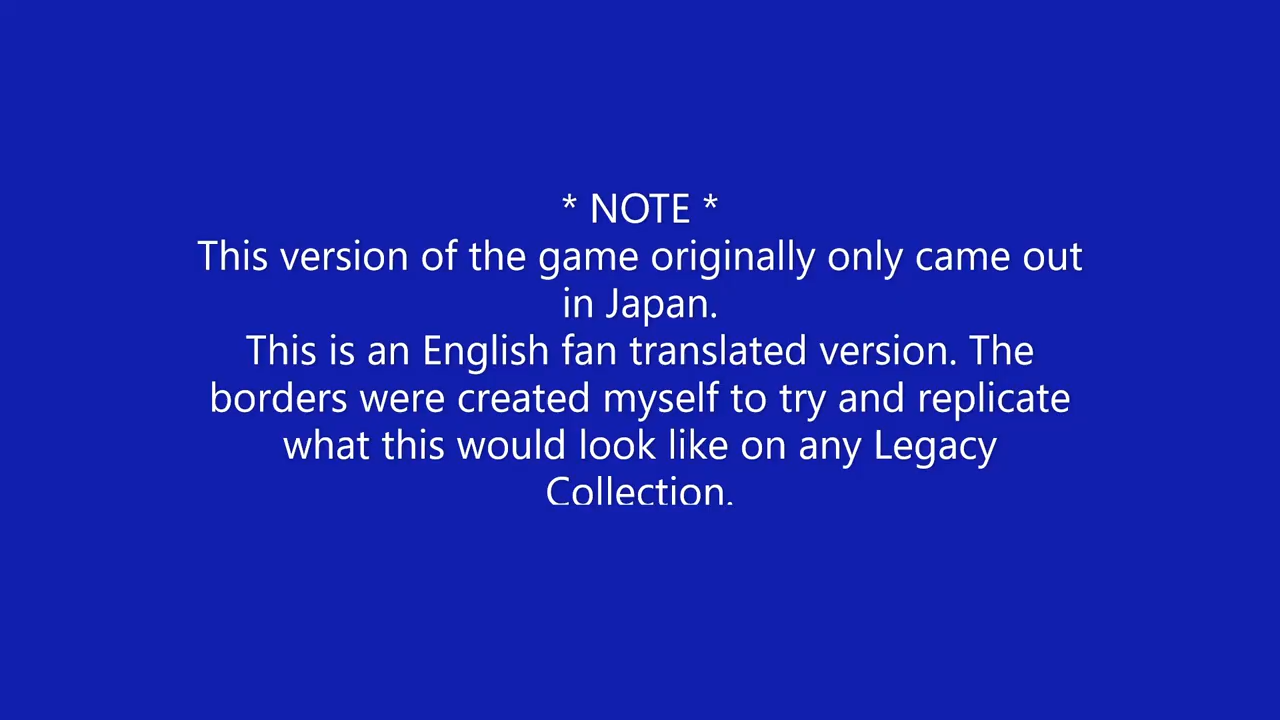 * NOTE *
This version of the game originally only came out
in Japan.
This is an English fan translated version. The
borders were created myself to try and replicate
what this would look like on any Legacy
Collection.